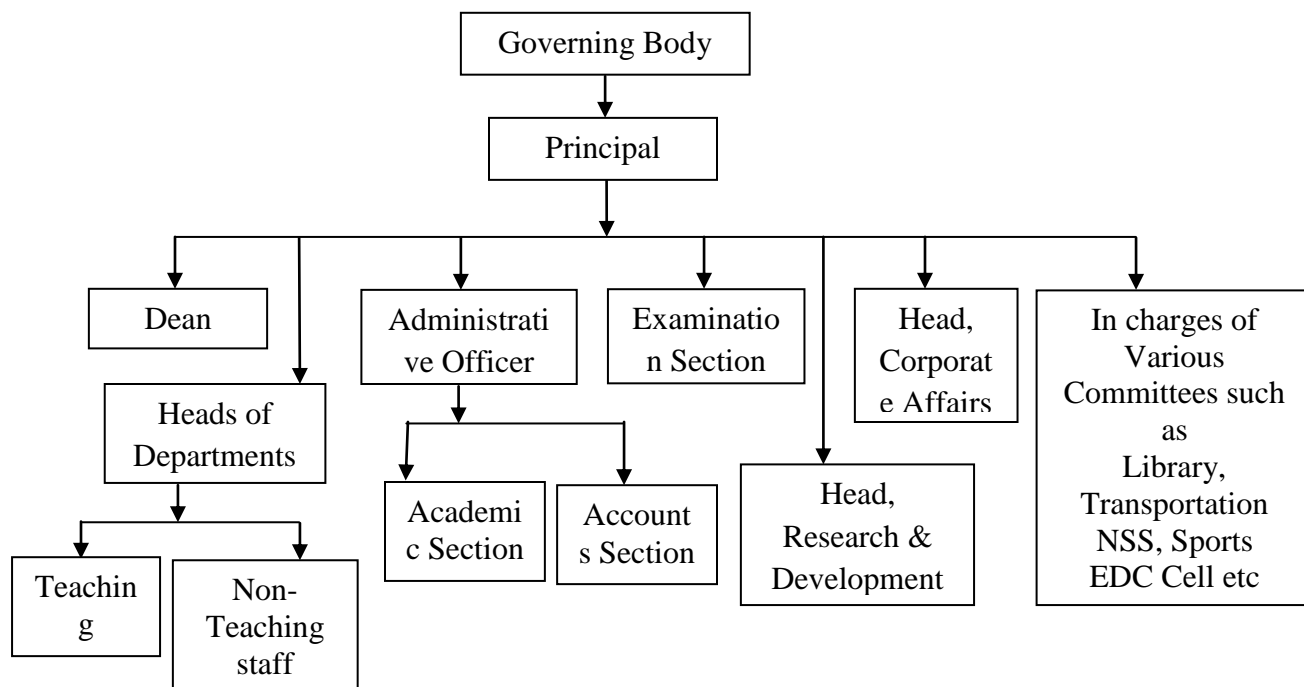 Governing Body
Principal
Dean
Administrati
ve Officer
Examinatio
n Section
Head,
Corporat
e Affairs
In charges of
Various
Committees such
as
Library,
Transportation
NSS, Sports
EDC Cell etc
Heads of
Departments
Academi
c Section
Account
s Section
Head,
Research &
Development
Teachin
g
Non-
Teaching
staff